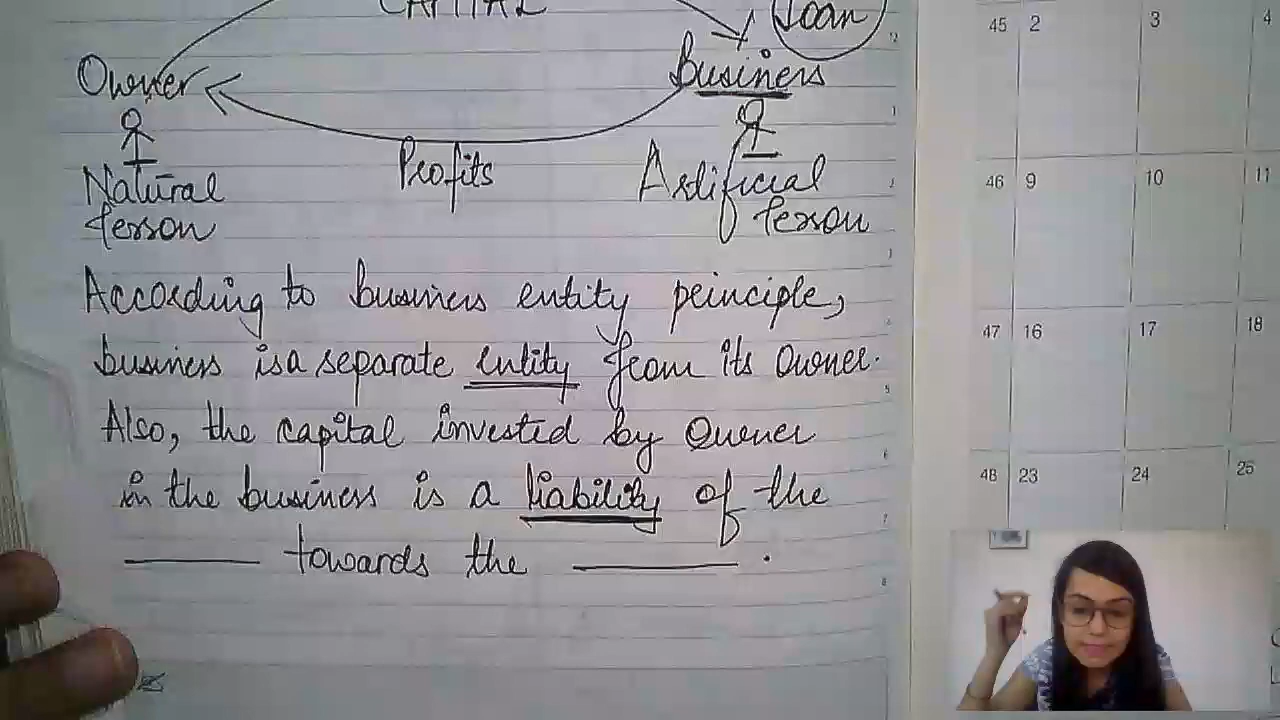 CAPITAL
Loan
Owner
Business
Profits
Natural
Person
Artificial
Person
According to business entity principle,
business is a separate entity from its owner.
Also, the capital invested by owner
in the business is a liability of the
_____ towards the _____ .
45 2 3 4
46 9 10 11
47 16 17 18
48 23 24 25